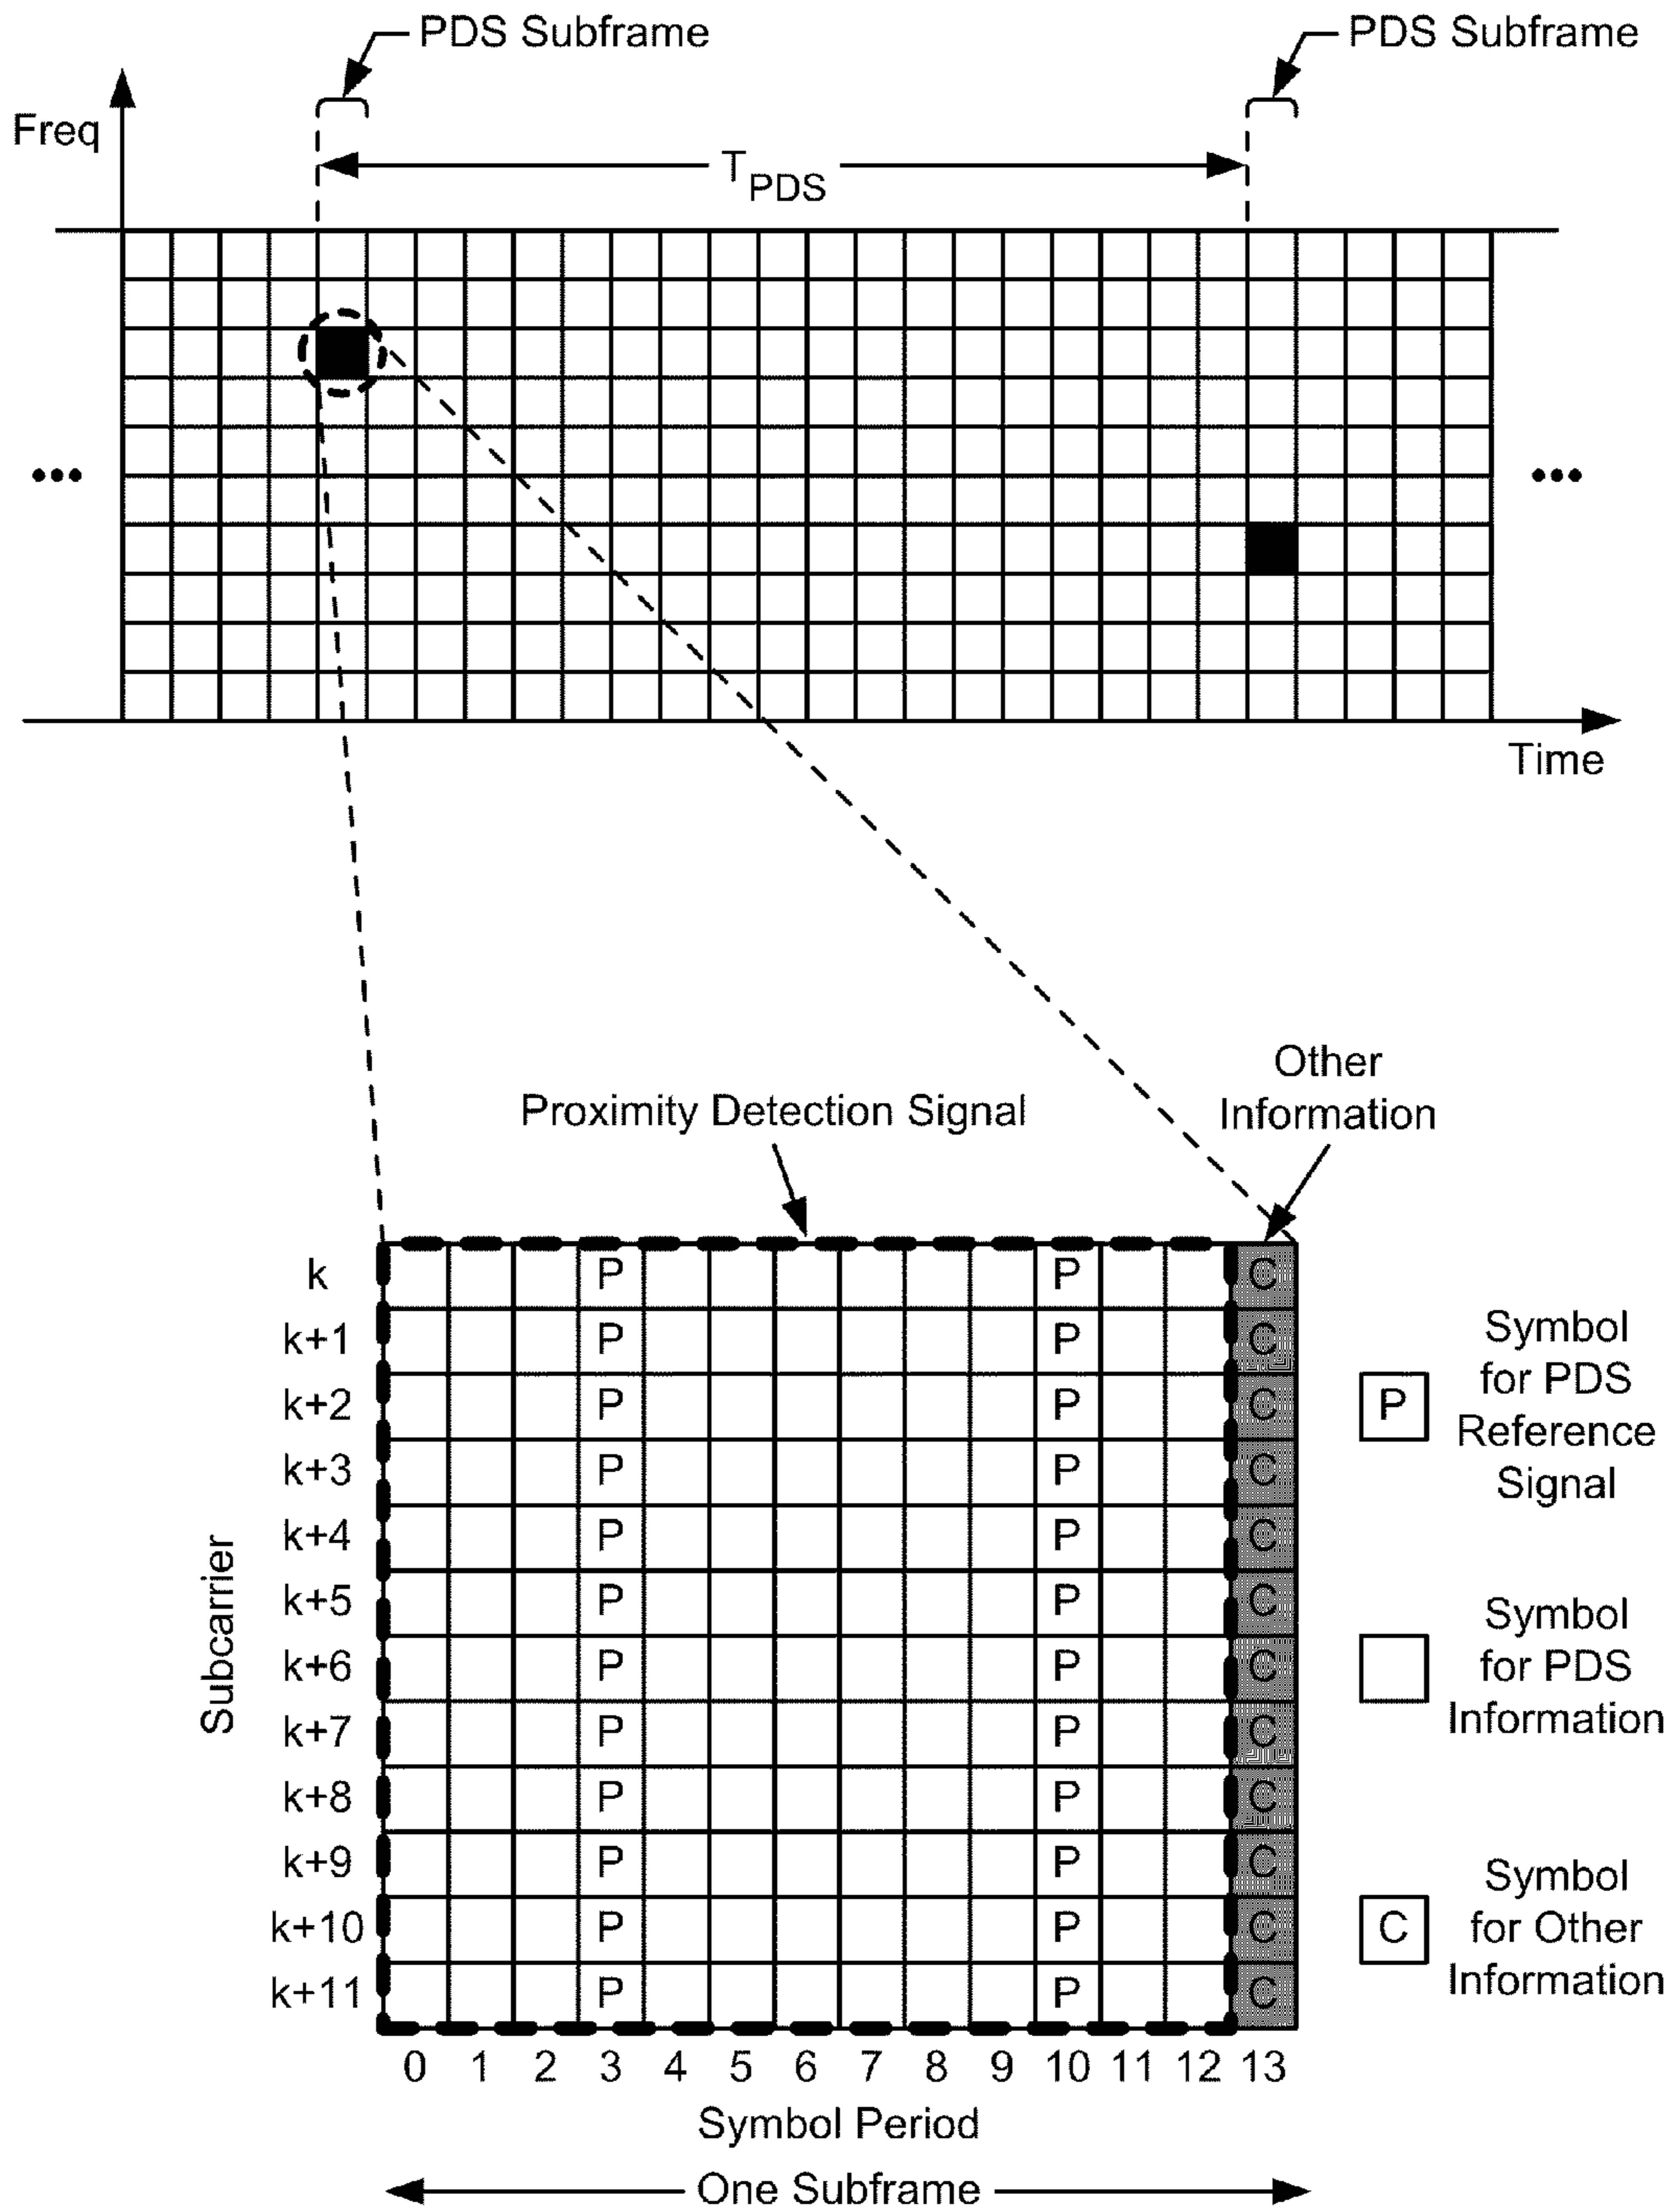 PDS Subframe
PDS Subframe
Freq
T PDS
•••
•••
Time
Other
Information
Proximity Detection Signal
k P P C
k+1 P P C
k+2 P P C
k+3 P P C
k+4 P P C
k+5 P P C
k+6 P P C
k+7 P P C
k+8 P P C
k+9 P P C
k+10 P P C
k+11 P P C
Subcarrier
0 1 2 3 4 5 6 7 8 9 10 11 12 13
Symbol Period
One Subframe
P
Symbol
for PDS
Reference
Signal
Symbol
for PDS
Information
C
Symbol
for Other
Information